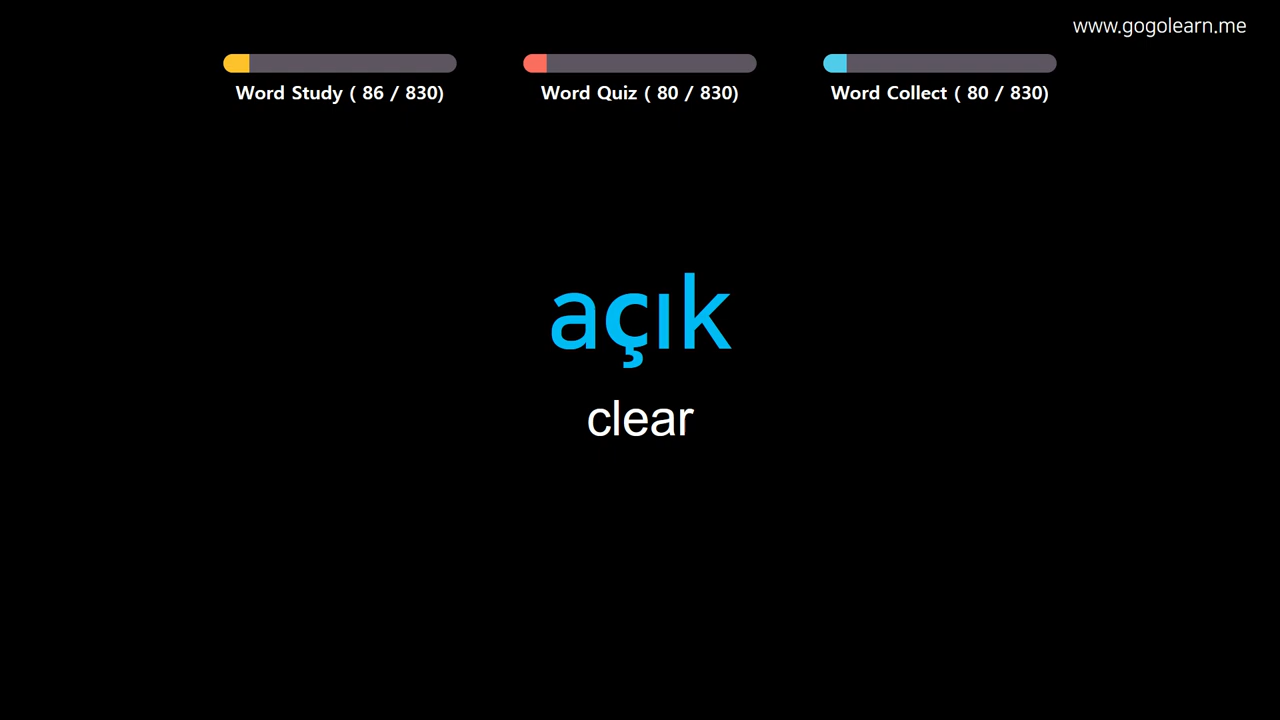 www.gogolearn.me
Word Study ( 86 / 830)
Word Quiz ( 80 / 830)
Word Collect ( 80 / 830)
açık
clear